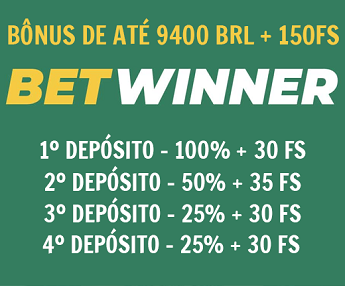 BÔNUS DE ATÉ 9400 BRL + 150FS
BETWINNER
1º DEPÓSITO - 100% + 30 FS
2º DEPÓSITO - 50% + 35 FS
3º DEPÓSITO - 25% + 30 FS
4º DEPÓSITO - 25% + 30 FS